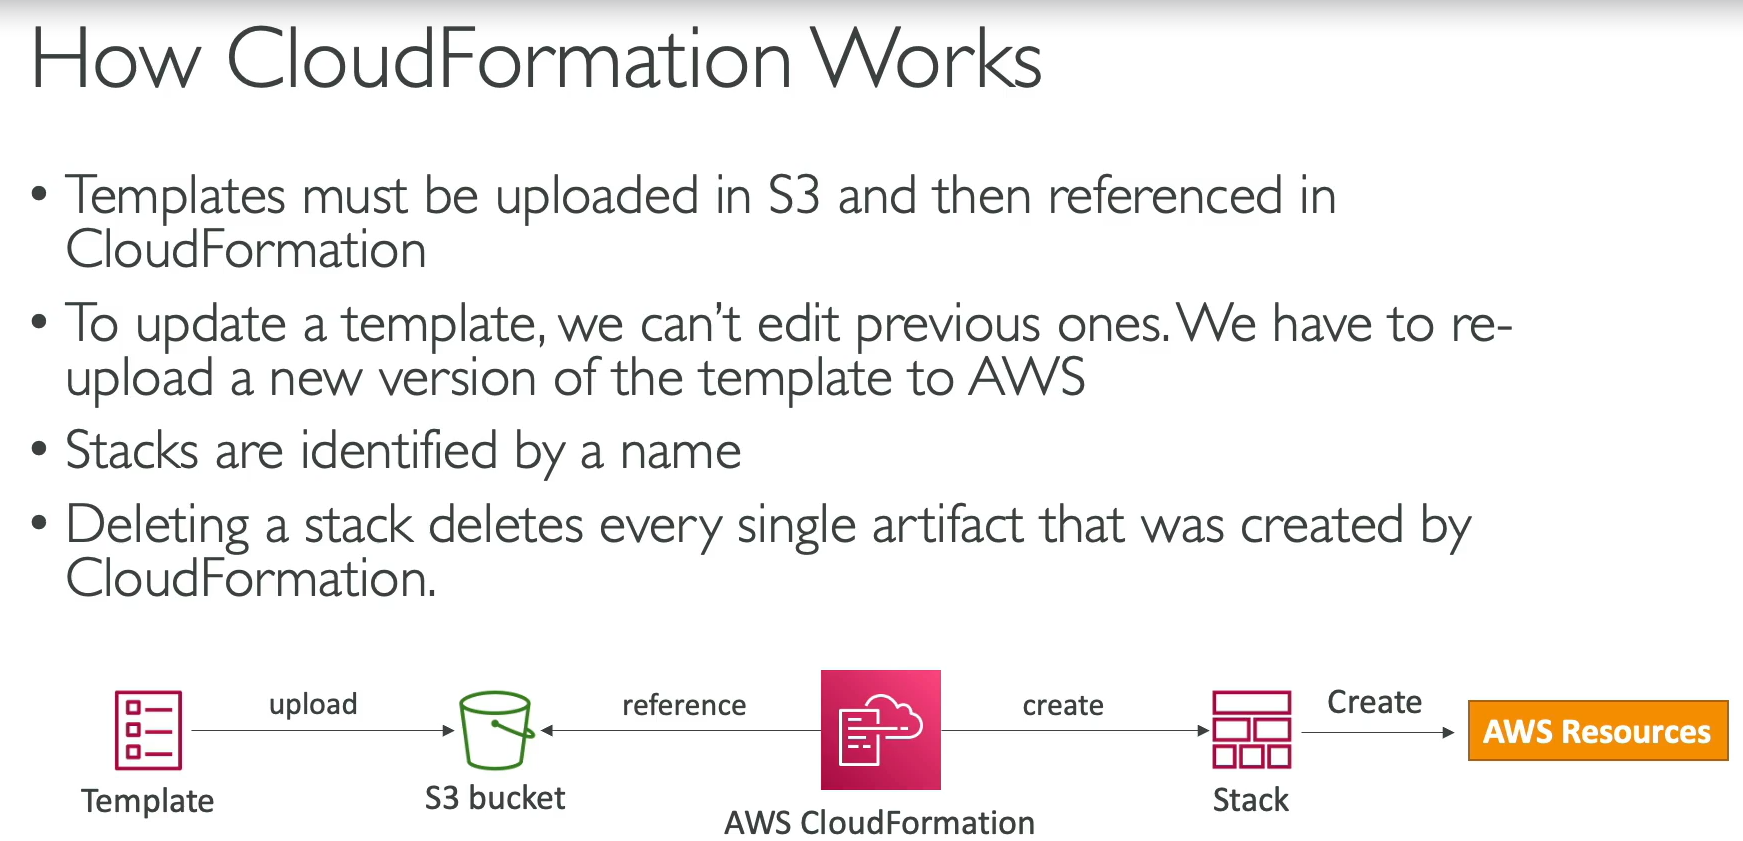 How CloudFormation Works
• Templates must be uploaded in S3 and then referenced in
CloudFormation
• To update a template, we can’t edit previous ones. We have to re-
upload a new version of the template to AWS
• Stacks are identified by a name
• Deleting a stack deletes every single artifact that was created by
CloudFormation.
upload
reference
create
Create
AWS Resources
Template
S3 bucket
AWS CloudFormation
Stack